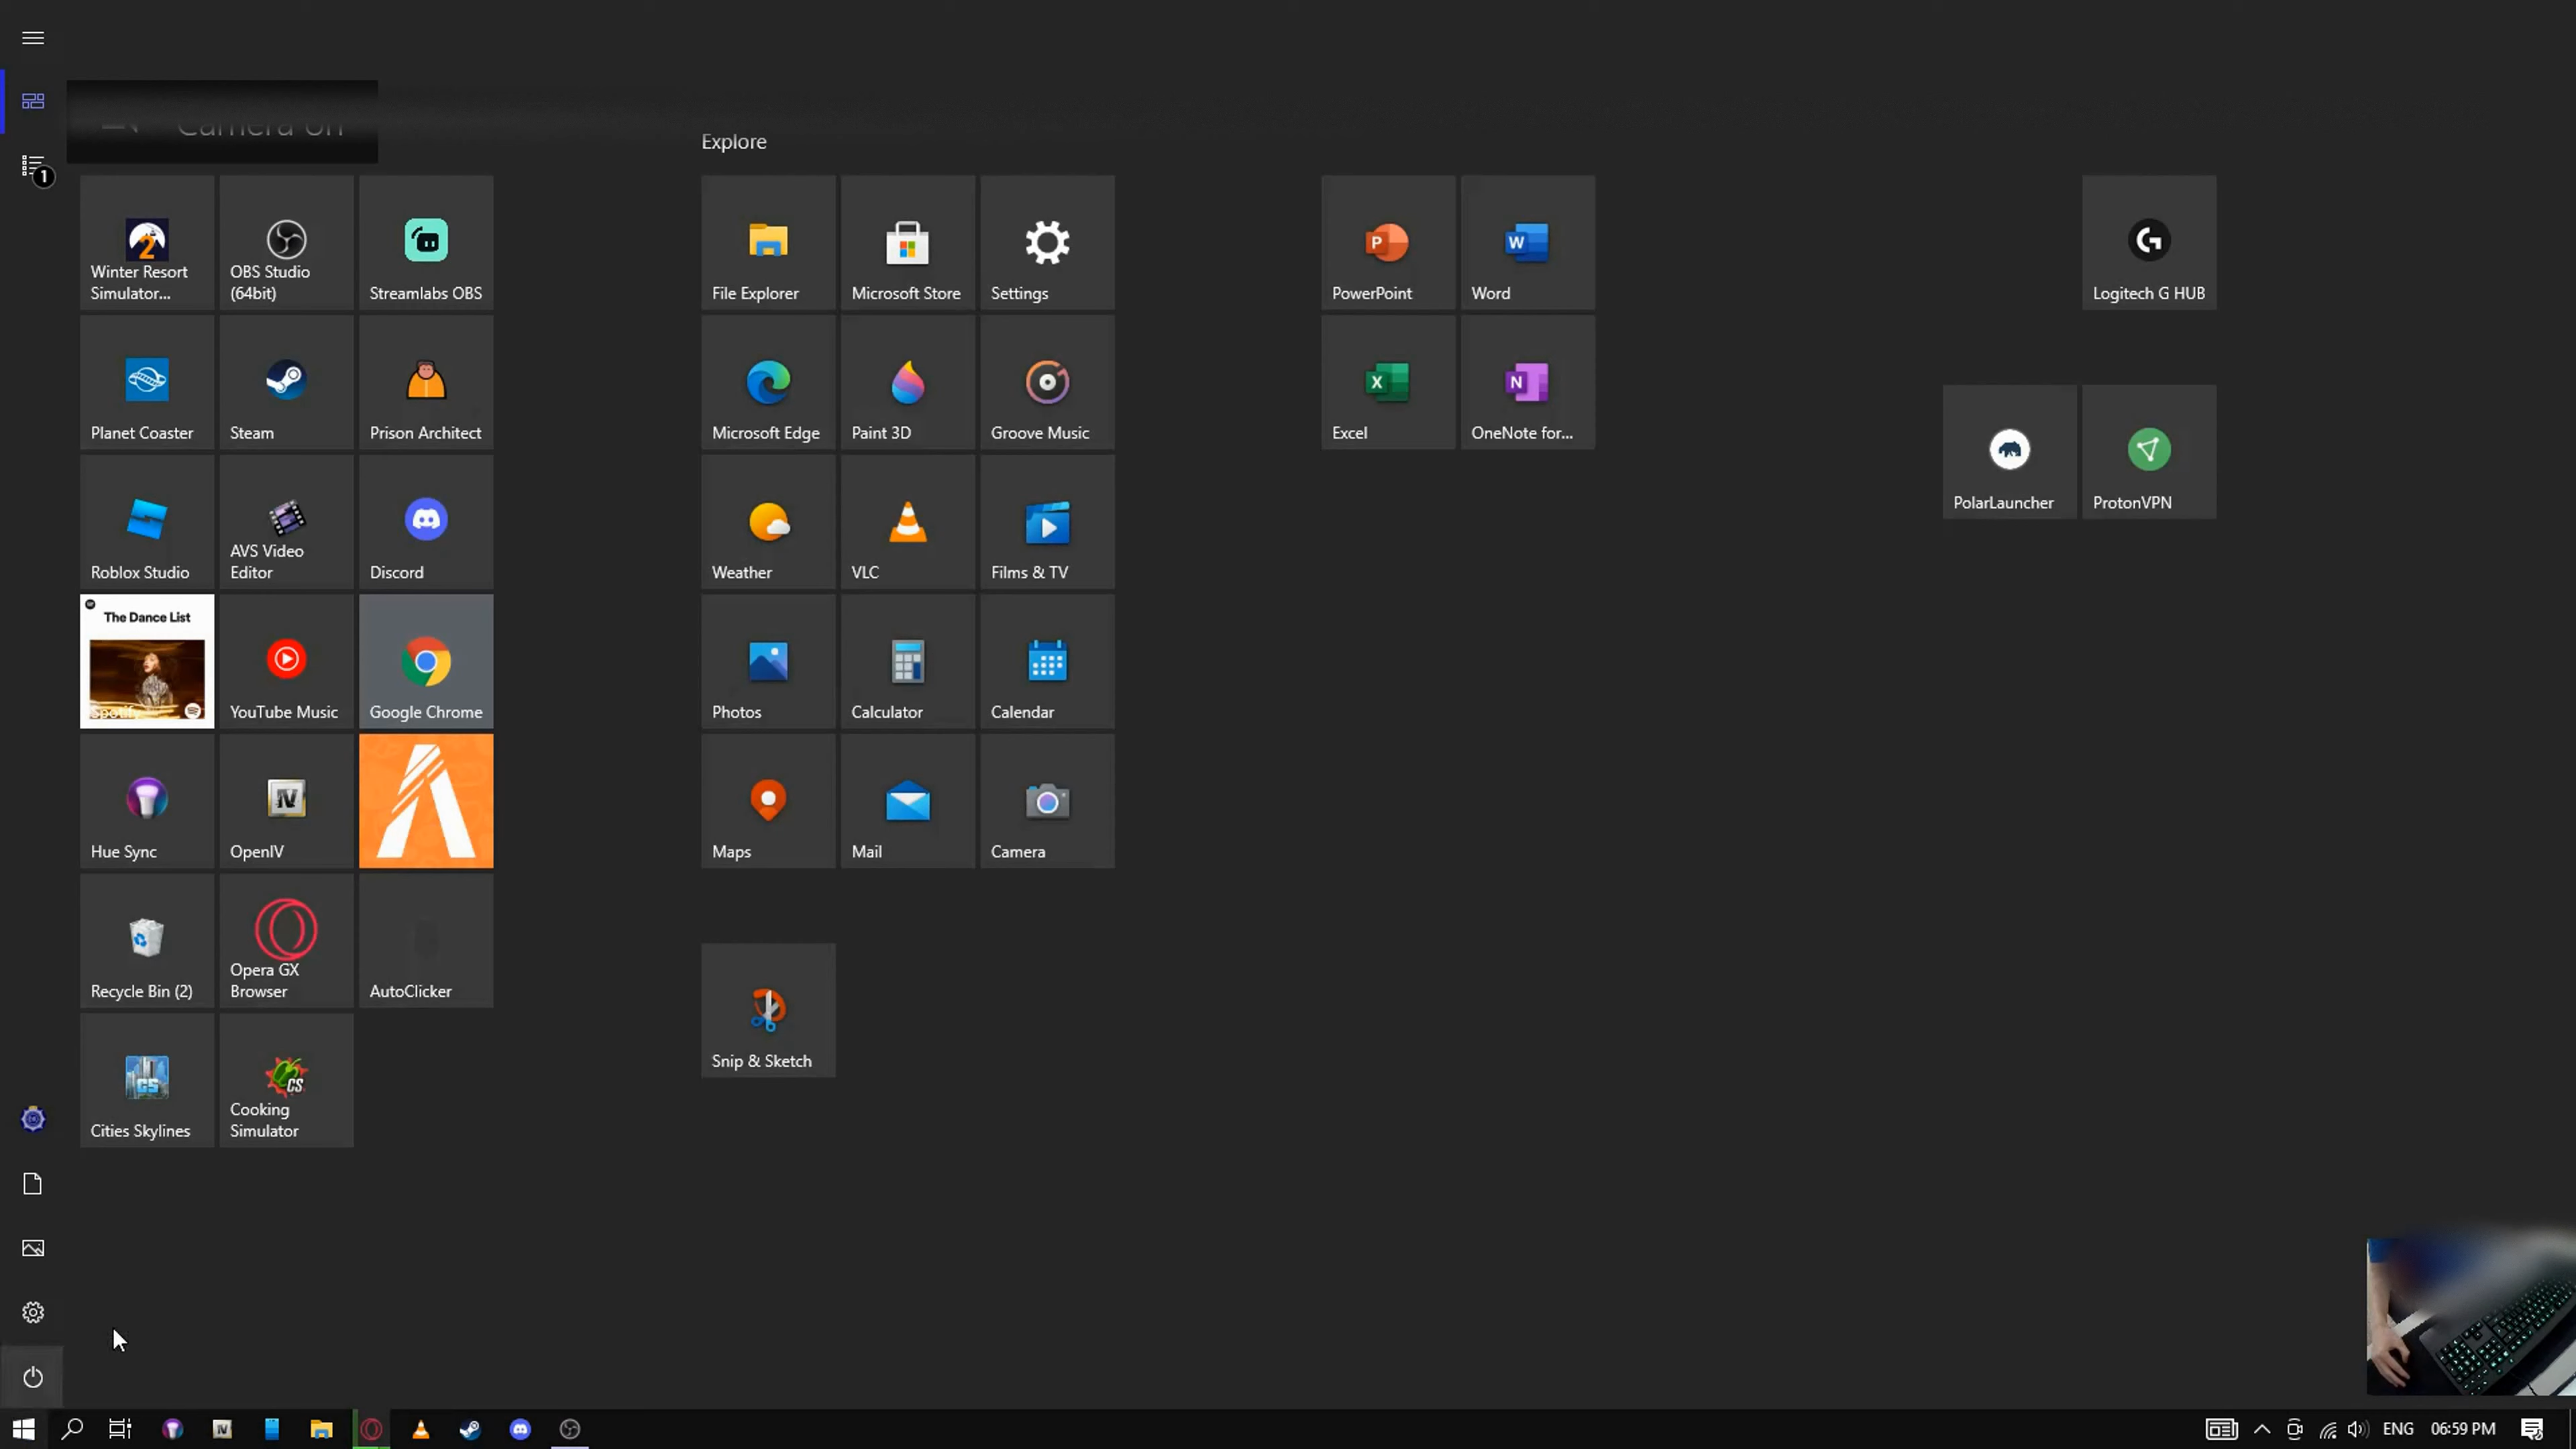 Camera on
1
Explore
Winter Resort
Simulator...
OBS Studio
(64bit)
Streamlabs OBS
File Explorer
Microsoft Store
Settings
PowerPoint
Word
Logitech G HUB
Planet Coaster
Steam
Prison Architect
Microsoft Edge
Paint 3D
Groove Music
Excel
OneNote for...
PolarLauncher
ProtonVPN
Roblox Studio
AVS Video
Editor
Discord
Weather
VLC
Films & TV
The Dance List
Spotify
YouTube Music
Google Chrome
Photos
Calculator
Calendar
Hue Sync
OpenIV
Maps
Mail
Camera
Recycle Bin (2)
Opera GX
Browser
AutoClicker
Snip & Sketch
Cities Skylines
Cooking
Simulator
ENG
06:59 PM